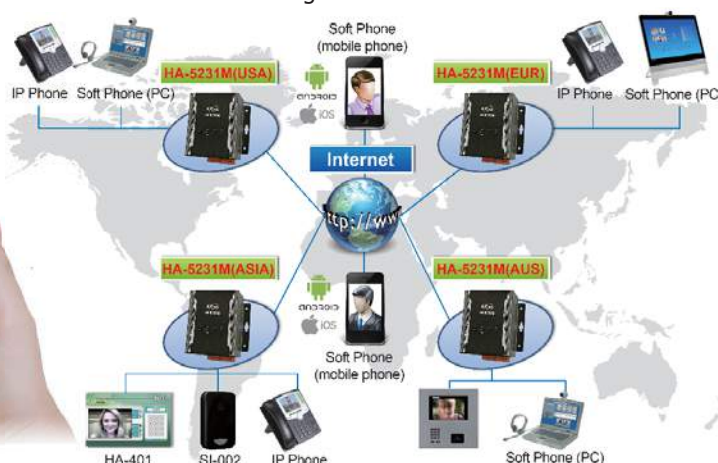 Soft Phone
(mobile phone)
HA-5231M(USA)
HA-5231M(EUR)
IP Phone
Soft Phone (PC)
ANDROID
iOS
IP Phone
Soft Phone (PC
Internet
ttp://ww
HA-5231M(ASIA)
HA-5231M(AUS)
ANDROID
iOS
Soft Phone
(mobile phone)
HA-401
SI-002
IP Phone
Soft Phone (PC)